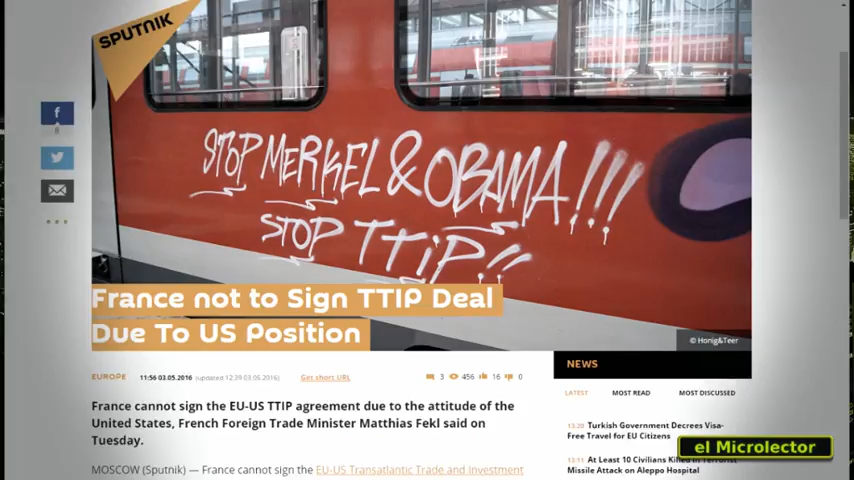 SPUTNIK
f
8
STOP MERKEL & OBAMA!!!
STOP TTiP!!
France not to Sign TTIP Deal
Due To US Position
© Honig&Teer
EUROPE 11:56 03.05.2016 (updated 12:39 03.05.2016) Get short URL 3 456 16 0
France cannot sign the EU-US TTIP agreement due to the attitude of the
United States, French Foreign Trade Minister Matthias Fekl said on
Tuesday.
MOSCOW (Sputnik) — France cannot sign the EU-US Transatlantic Trade and Investment
NEWS
LATEST MOST READ MOST DISCUSSED
13:20 Turkish Government Decrees Visa-
Free Travel for EU Citizens
13:11 At Least 10 Civilians Killed in Terrorist
Missile Attack on Aleppo Hospital
el Microlector